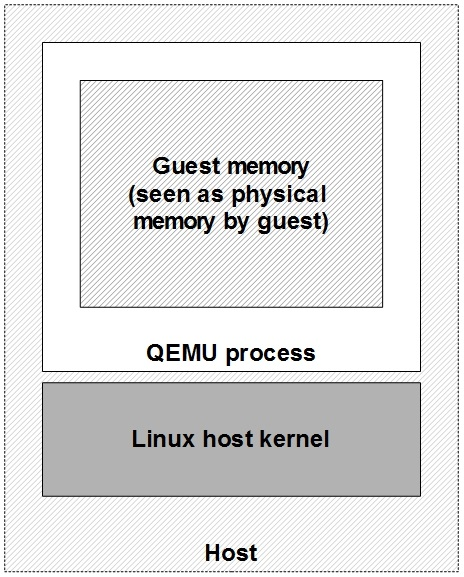 Guest memory
(seen as physical
memory by guest)
QEMU process
Linux host kernel
Host